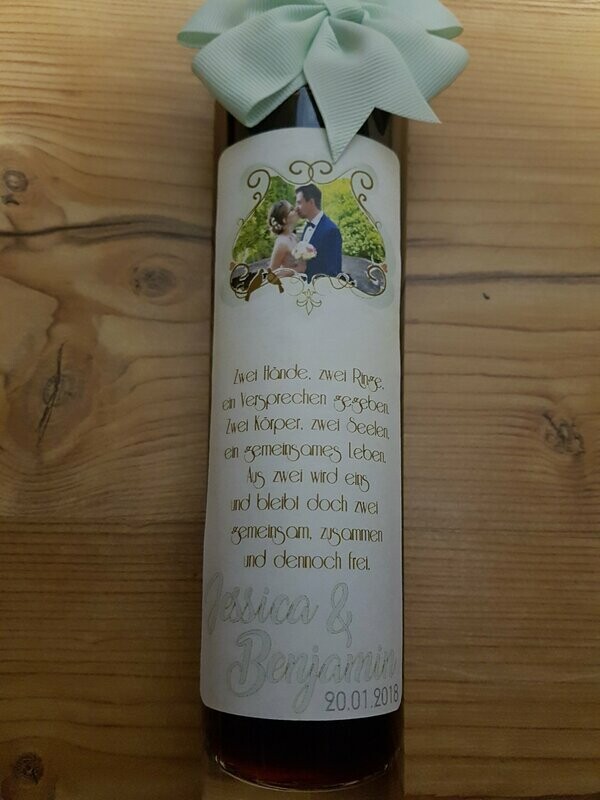 Zwei Hände, zwei Ringe,
ein Versprechen gegeben.
Zwei Körper, zwei Seelen,
ein gemeinsames Leben.
Aus zwei wird eins
und bleibt doch zwei
gemeinsam, zusammen
und dennoch frei.
Jessica &
Benjamin
20.01.2018